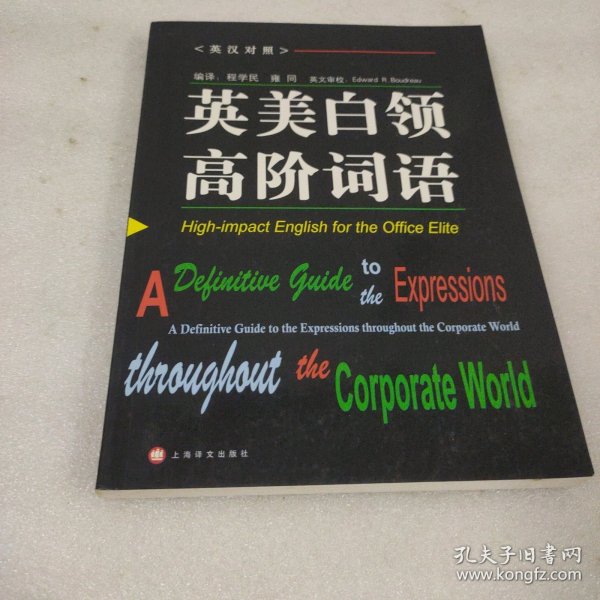 <英汉对照>
编译：程学民 雍同 英文审校：Edward R. Boudreau
英美白领
高阶词语
High-impact English for the Office Elite
A Definitive Guide to the Expressions
A Definitive Guide to the Expressions throughout the Corporate World
throughout the Corporate World
上海译文出版社
孔夫子旧书网
www.kongfz.com